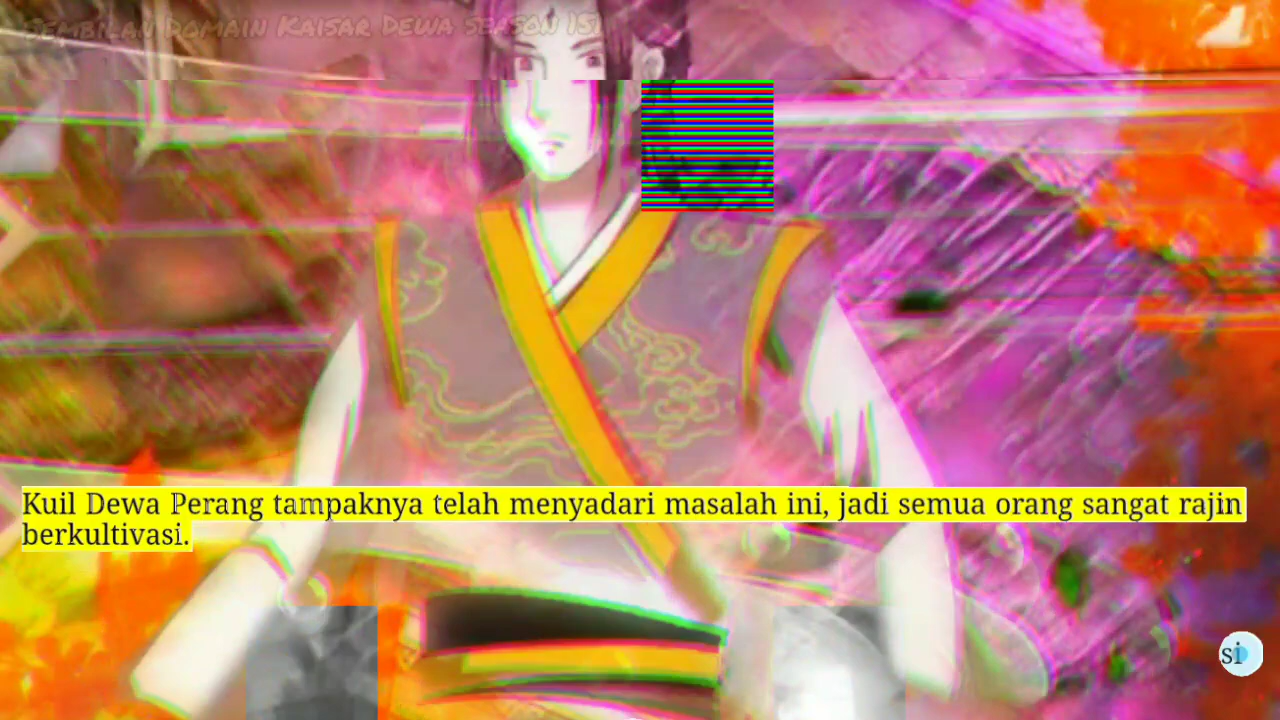 Sembilan Domain Kaisar Dewa season 151
Kuil Dewa Perang tampaknya telah menyadari masalah ini, jadi semua orang sangat rajin
berkultivasi.
si